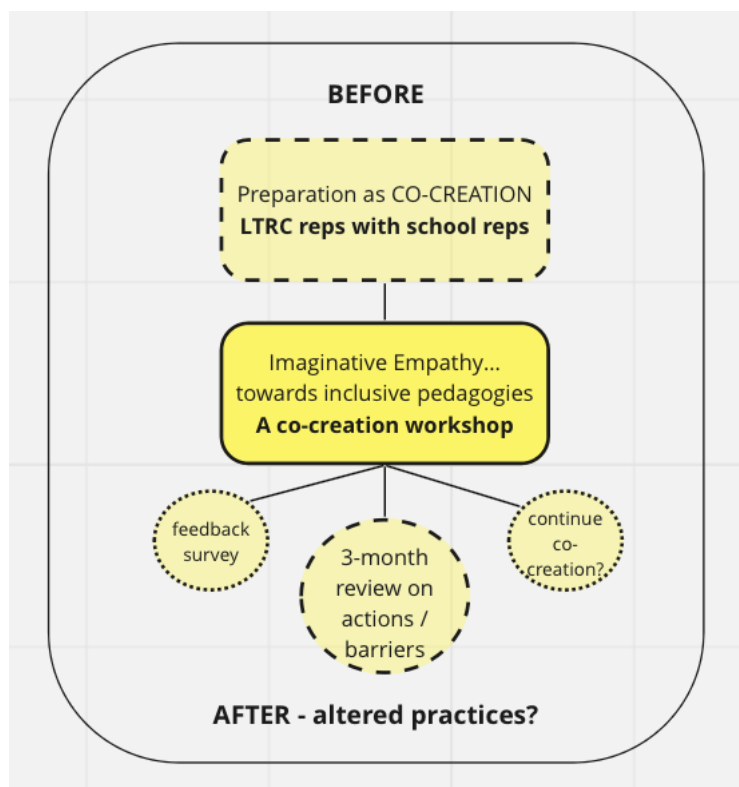 BEFORE
Preparation as CO-CREATION
LTRC reps with school reps
Imaginative Empathy...
towards inclusive pedagogies
A co-creation workshop
feedback
survey
3-month
review on
actions /
barriers
continue
co-
creation?
AFTER - altered practices?